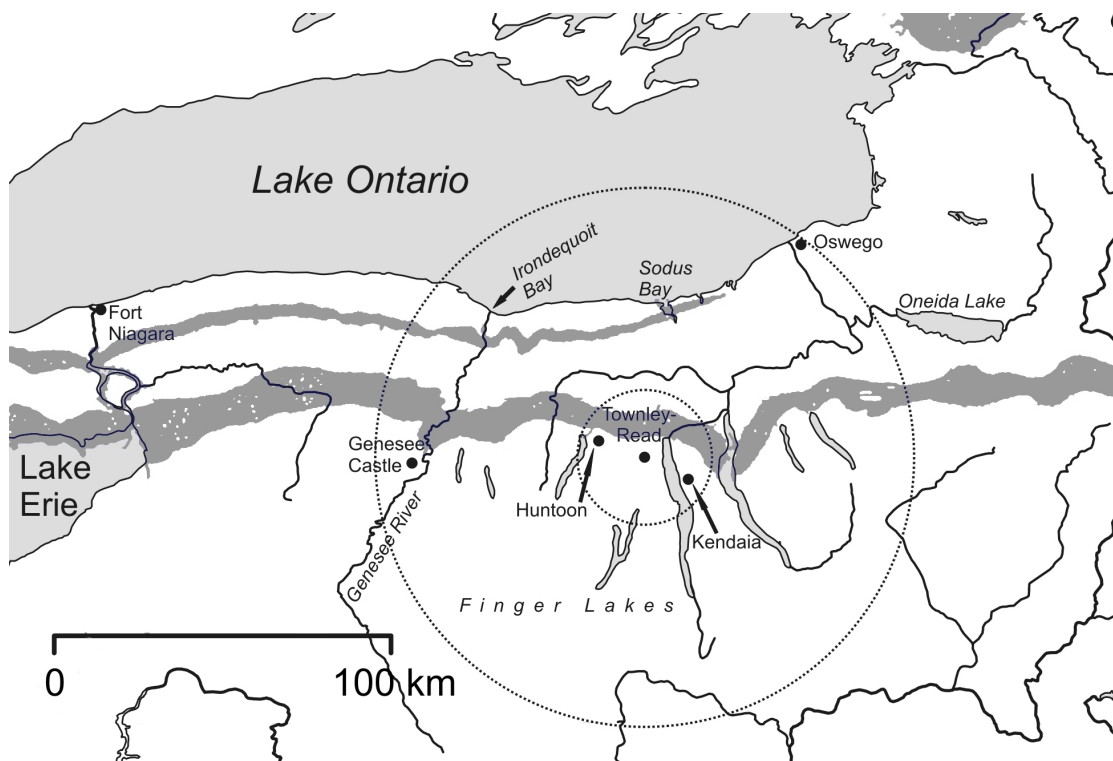 Lake Ontario
Irondequoit
Bay
Sodus
Bay
Oswego
Oneida Lake
Fort
Niagara
Townley-
Read
Genesee
Castle
Lake
Erie
Huntoon
Genesee River
Kendaia
Finger Lakes
0
100 km